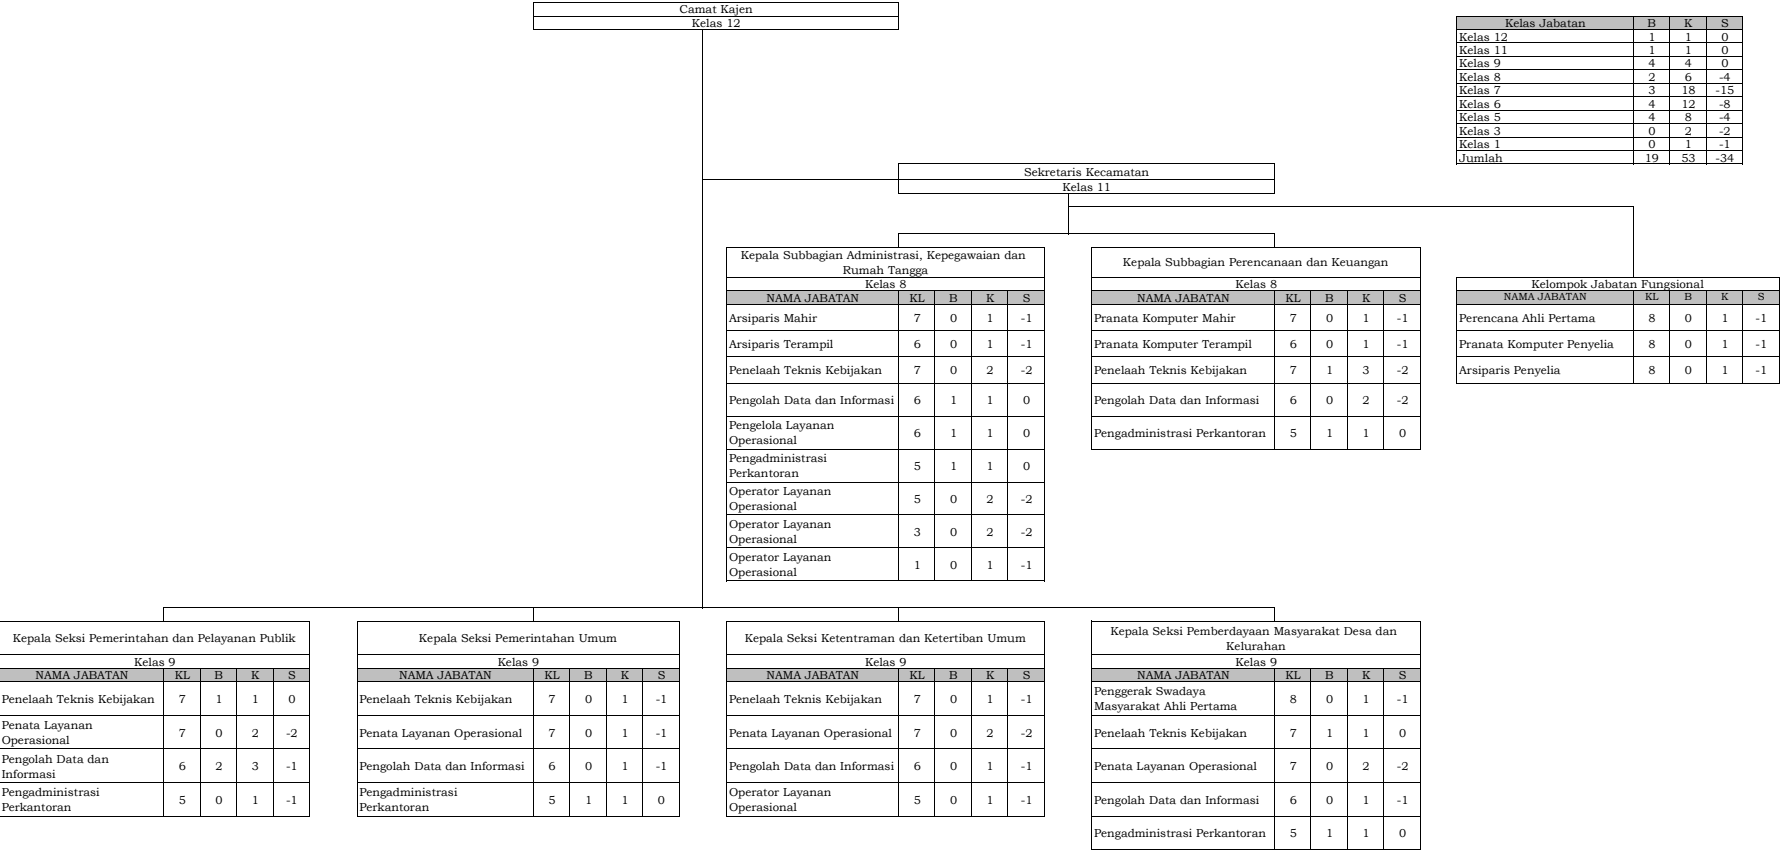 Camat Kajen
Kelas 12
Kelas Jabatan B K S
Kelas 12 1 1 0
Kelas 11 1 1 0
Kelas 9 4 4 0
Kelas 8 2 6 -4
Kelas 7 3 18 -15
Kelas 6 4 12 -8
Kelas 5 4 8 -4
Kelas 3 0 2 -2
Kelas 1 0 1 -1
Jumlah 19 53 -34
Sekretaris Kecamatan
Kelas 11
Kepala Subbagian Administrasi, Kepegawaian dan
Rumah Tangga
Kelas 8
NAMA JABATAN KL B K S
Arsiparis Mahir 7 0 1 -1
Arsiparis Terampil 6 0 1 -1
Penelaah Teknis Kebijakan 7 0 2 -2
Pengolah Data dan Informasi 6 1 1 0
Pengelola Layanan
Operasional 6 1 1 0
Pengadministrasi
Perkantoran 5 1 1 0
Operator Layanan
Operasional 5 0 2 -2
Operator Layanan
Operasional 3 0 2 -2
Operator Layanan
Operasional 1 0 1 -1
Kepala Subbagian Perencanaan dan Keuangan
Kelas 8
NAMA JABATAN KL B K S
Pranata Komputer Mahir 7 0 1 -1
Pranata Komputer Terampil 6 0 1 -1
Penelaah Teknis Kebijakan 7 1 3 -2
Pengolah Data dan Informasi 6 0 2 -2
Pengadministrasi Perkantoran 5 1 1 0
Kelompok Jabatan Fungsional
NAMA JABATAN KL B K S
Perencana Ahli Pertama 8 0 1 -1
Pranata Komputer Penyelia 8 0 1 -1
Arsiparis Penyelia 8 0 1 -1
Kepala Seksi Pemerintahan dan Pelayanan Publik
Kelas 9
NAMA JABATAN KL B K S
Penelaah Teknis Kebijakan 7 1 1 0
Penata Layanan
Operasional 7 0 2 -2
Pengolah Data dan
Informasi 6 2 3 -1
Pengadministrasi
Perkantoran 5 0 1 -1
Kepala Seksi Pemerintahan Umum
Kelas 9
NAMA JABATAN KL B K S
Penelaah Teknis Kebijakan 7 0 1 -1
Penata Layanan Operasional 7 0 1 -1
Pengolah Data dan Informasi 6 0 1 -1
Pengadministrasi
Perkantoran 5 1 1 0
Kepala Seksi Ketentraman dan Ketertiban Umum
Kelas 9
NAMA JABATAN KL B K S
Penelaah Teknis Kebijakan 7 0 1 -1
Penata Layanan Operasional 7 0 2 -2
Pengolah Data dan Informasi 6 0 1 -1
Operator Layanan
Operasional 5 0 1 -1
Kepala Seksi Pemberdayaan Masyarakat Desa dan
Kelurahan
Kelas 9
NAMA JABATAN KL B K S
Penggerak Swadaya
Masyarakat Ahli Pertama 8 0 1 -1
Penelaah Teknis Kebijakan 7 1 1 0
Penata Layanan Operasional 7 0 2 -2
Pengolah Data dan Informasi 6 0 1 -1
Pengadministrasi Perkantoran 5 1 1 0